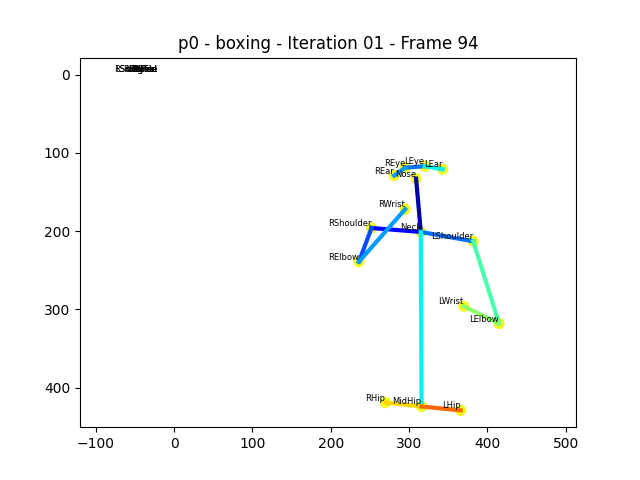 p0 - boxing - Iteration 01 - Frame 94
0
100
200
300
400
−100
0
100
200
300
400
500
REye
LEye
LEar
REar
Nose
RWrist
RShoulder
Neck
LShoulder
RElbow
LWrist
LElbow
RHip
MidHip
LHip